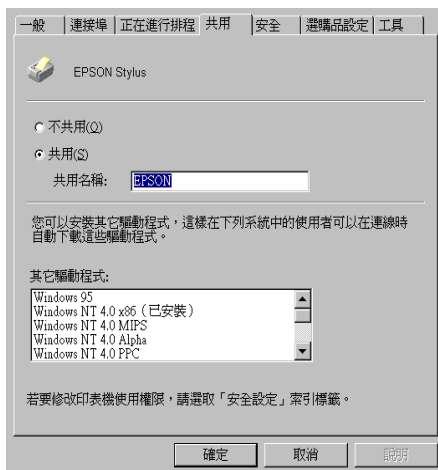 一般 連接埠 正在進行排程 共用 安全 選購品設定 工具
EPSON Stylus
不共用(O)
共用(S)
共用名稱: EPSON
您可以安裝其它驅動程式，這樣在下列系統中的使用者可以在連線時
自動下載這些驅動程式。
其它驅動程式:
Windows 95
Windows NT 4.0 x86（已安裝）
Windows NT 4.0 MIPS
Windows NT 4.0 Alpha
Windows NT 4.0 PPC
若要修改印表機使用權限，請選取「安全設定」索引標籤。
確定 取消 說明